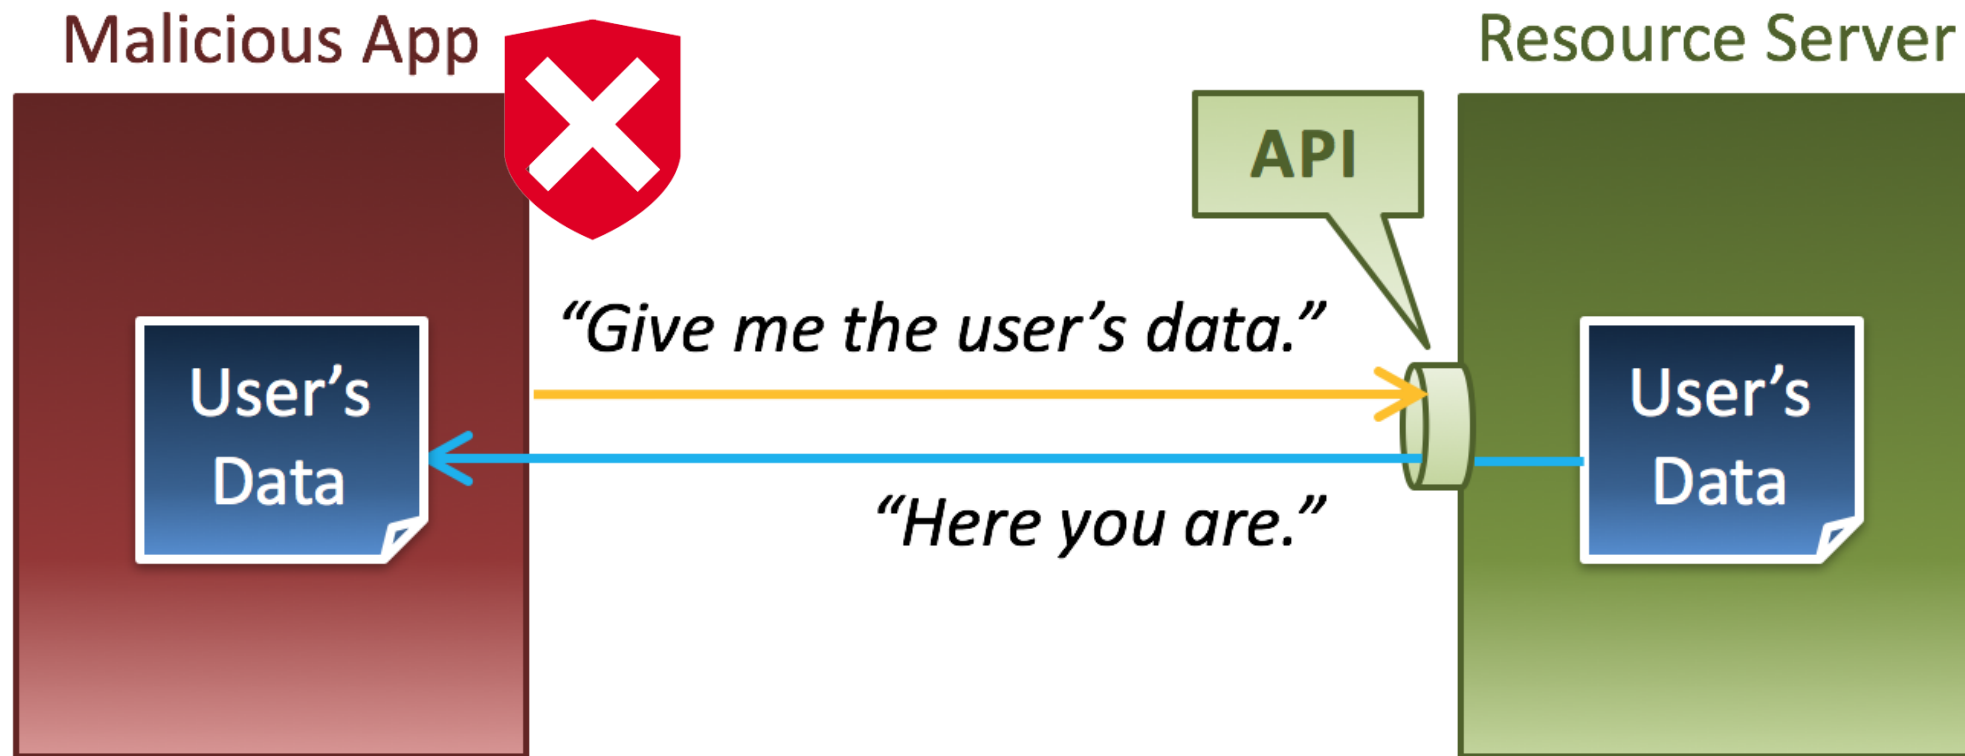 Malicious App
Resource Server
API
“Give me the user’s data.”
User’s
Data
User’s
Data
“Here you are.”